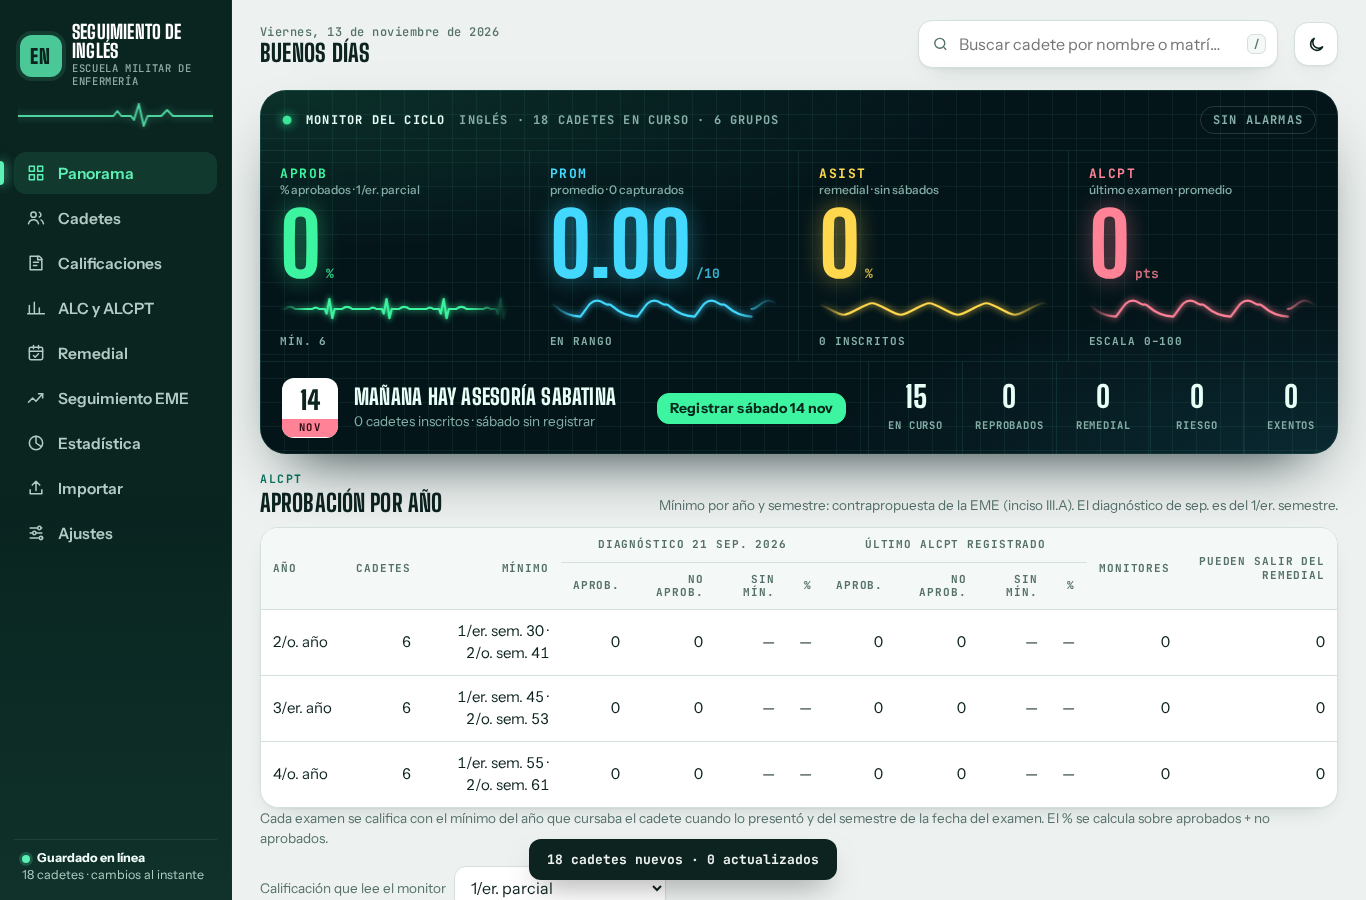 EN
SEGUIMIENTO DE
INGLÉS
ESCUELA MILITAR DE
ENFERMERÍA
Panorama
Cadetes
Calificaciones
ALC y ALCPT
Remedial
Seguimiento EME
Estadística
Importar
Ajustes
Guardado en línea
18 cadetes · cambios al instante
Viernes, 13 de noviembre de 2026
BUENOS DÍAS
Buscar cadete por nombre o matrí...
/
MONITOR DEL CICLO INGLÉS · 18 CADETES EN CURSO · 6 GRUPOS
SIN ALARMAS
APROB
% aprobados · 1/er. parcial
0 %
MÍN. 6
PROM
promedio · 0 capturados
0.00 /10
EN RANGO
ASIST
remedial · sin sábados
0 %
0 INSCRITOS
ALCPT
último examen · promedio
0 pts
ESCALA 0–100
14
NOV
MAÑANA HAY ASESORÍA SABATINA
0 cadetes inscritos · sábado sin registrar
Registrar sábado 14 nov
15
EN CURSO
0
REPROBADOS
0
REMEDIAL
0
RIESGO
0
EXENTOS
ALCPT
APROBACIÓN POR AÑO
Mínimo por año y semestre: contrapropuesta de la EME (inciso III.A). El diagnóstico de sep. es del 1/er. semestre.
DIAGNÓSTICO 21 SEP. 2026 ÚLTIMO ALCPT REGISTRADO
AÑO CADETES MÍNIMO APROB. NO APROB. SIN MÍN. % APROB. NO APROB. SIN MÍN. % MONITORES PUEDEN SALIR DEL REMEDIAL
2/o. año 6 1/er. sem. 30 · 2/o. sem. 41 0 0 — — 0 0 — — 0 0
3/er. año 6 1/er. sem. 45 · 2/o. sem. 53 0 0 — — 0 0 — — 0 0
4/o. año 6 1/er. sem. 55 · 2/o. sem. 61 0 0 — — 0 0 — — 0 0
Cada examen se califica con el mínimo del año que cursaba el cadete cuando lo presentó y del semestre de la fecha del examen. El % se calcula sobre aprobados + no
aprobados.
18 cadetes nuevos · 0 actualizados
Calificación que lee el monitor 1/er. parcial